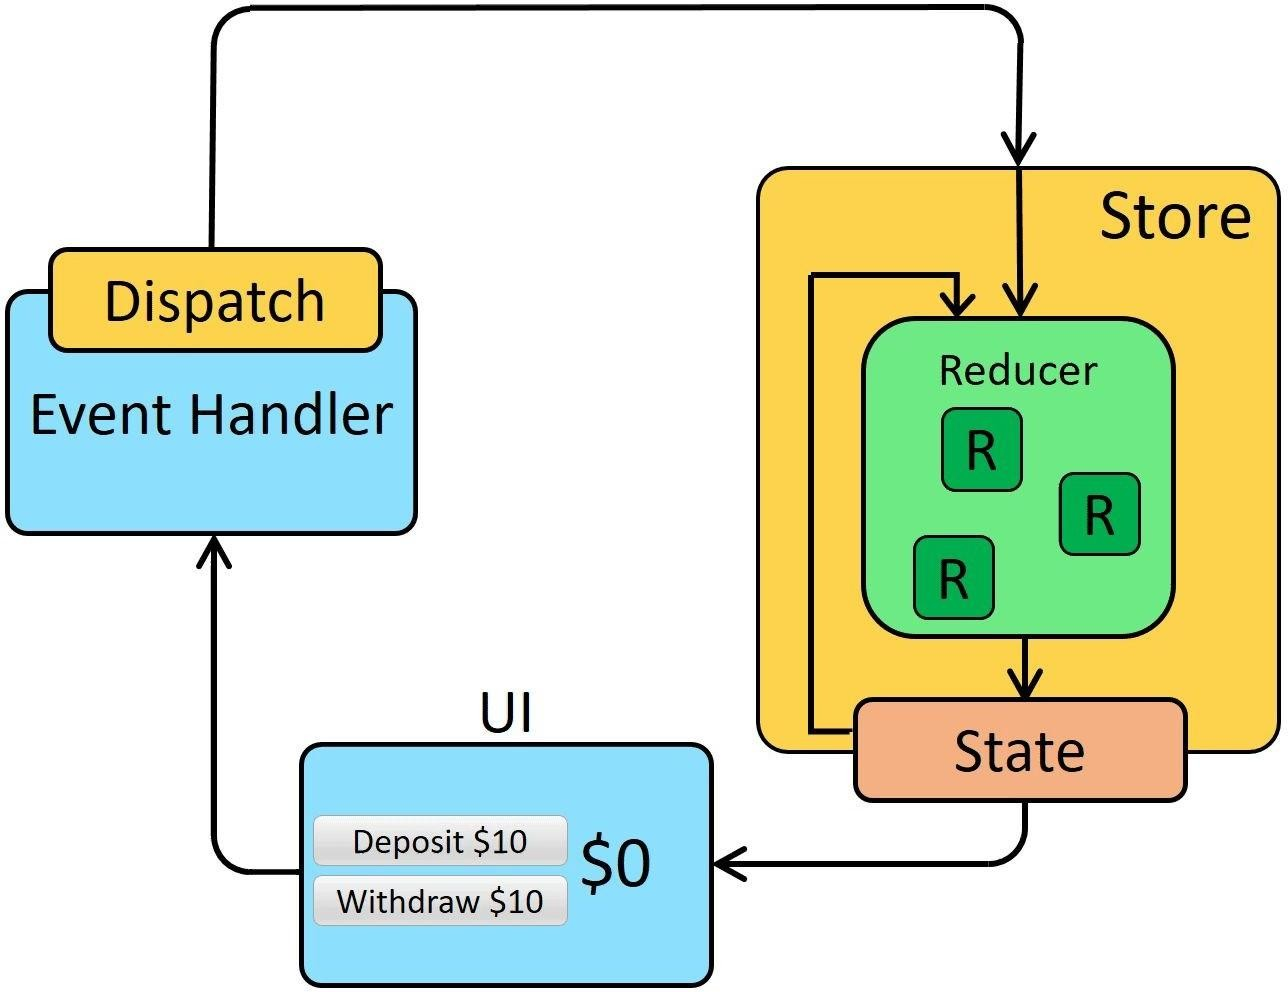 Store
Dispatch
Event Handler
Reducer
R
R
R
UI
State
Deposit $10
$0
Withdraw $10